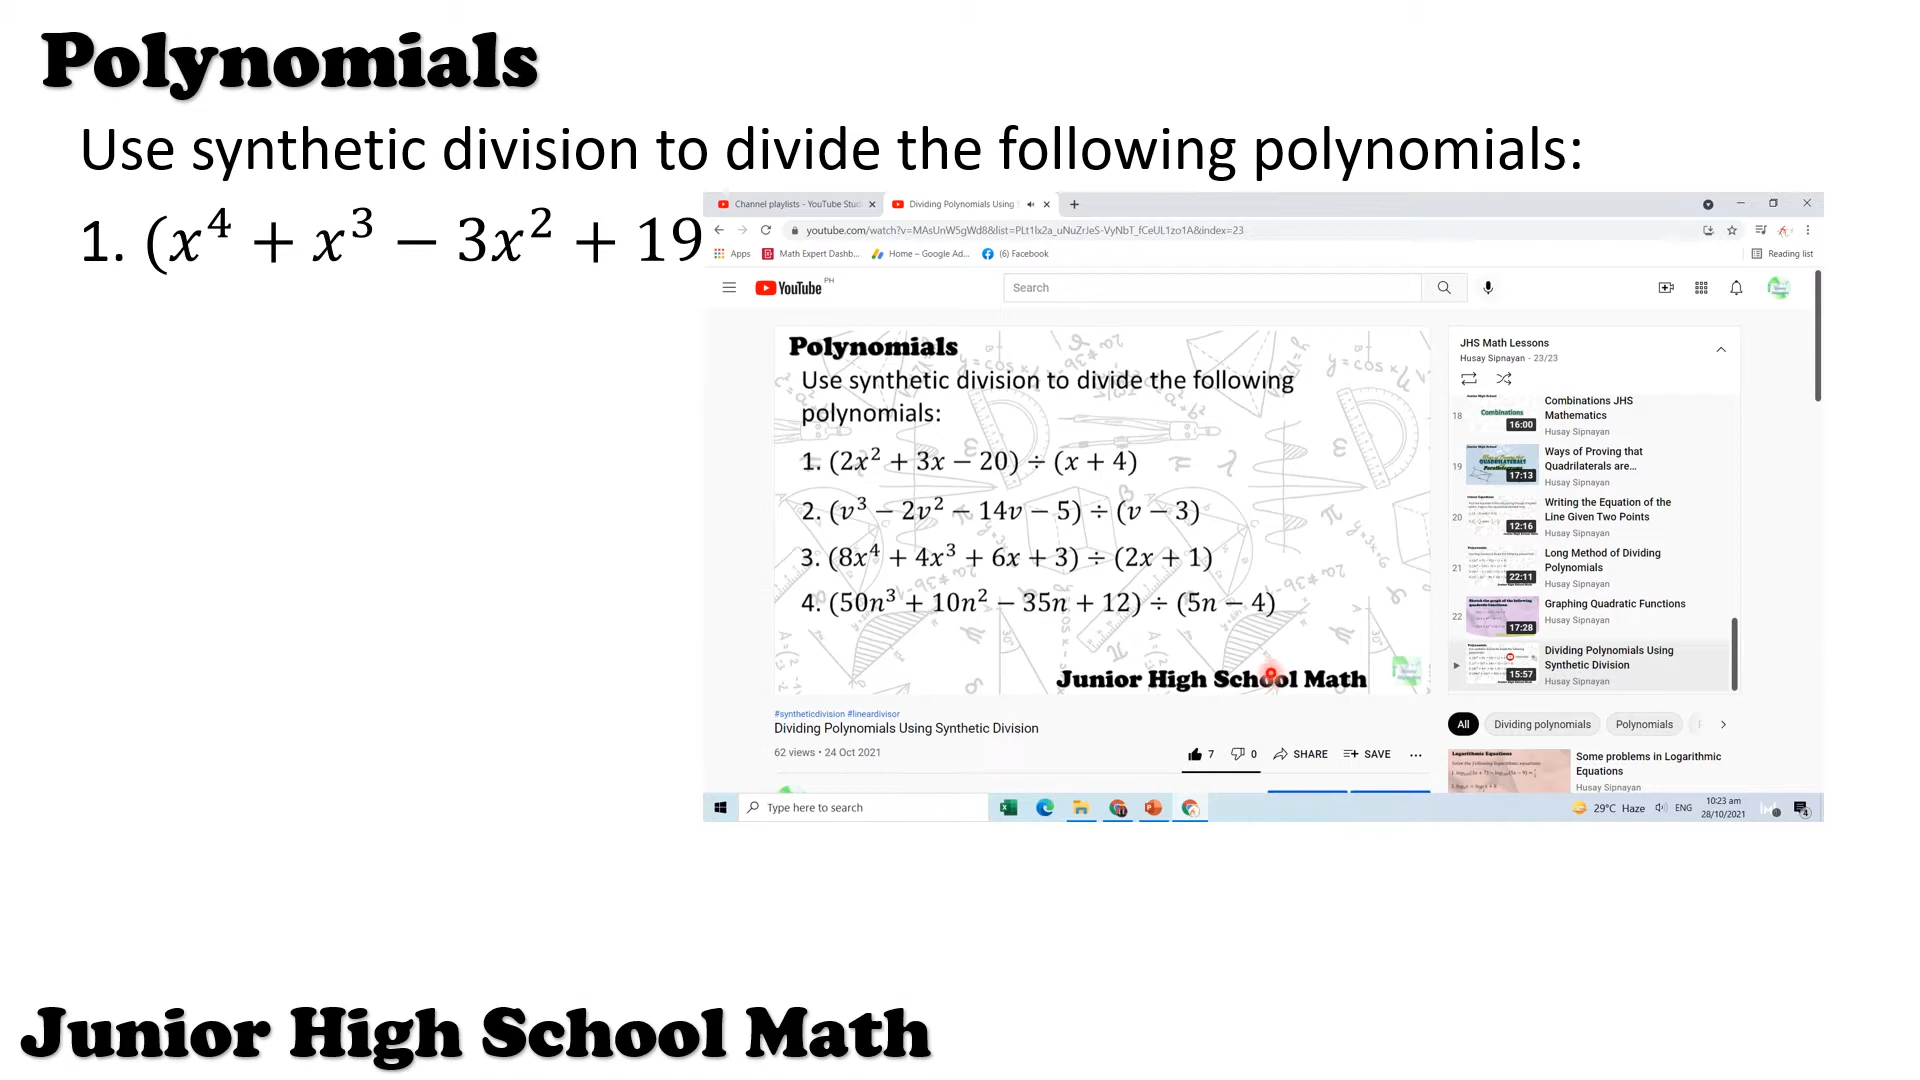 Polynomials
Use synthetic division to divide the following polynomials:
1. (x⁴ + x³ − 3x² + 19
Channel playlists - YouTube Stud
Dividing Polynomials Using
youtube.com/watch?v=MAsUnW5gWd8&list=PLt1lx2a_uNuZrJeS-VyNbT_fCeUL1zo1A&index=23
Apps
Math Expert Dashb...
Home – Google Ad...
(6) Facebook
Reading list
YouTube PH
Search
Polynomials
Use synthetic division to divide the following
polynomials:
1. (2x² + 3x − 20) ÷ (x + 4)
2. (v³ − 2v² − 14v − 5) ÷ (v − 3)
3. (8x⁴ + 4x³ + 6x + 3) ÷ (2x + 1)
4. (50n³ + 10n² − 35n + 12) ÷ (5n − 4)
Junior High School Math
#syntheticdivision #lineardivisor
Dividing Polynomials Using Synthetic Division
62 views • 24 Oct 2021
7
0
SHARE
SAVE
JHS Math Lessons
Husay Sipnayan - 23/23
18
Combinations
16:00
Combinations JHS
Mathematics
Husay Sipnayan
19
17:13
Ways of Proving that
Quadrilaterals are...
Husay Sipnayan
20
12:16
Writing the Equation of the
Line Given Two Points
Husay Sipnayan
21
22:11
Long Method of Dividing
Polynomials
Husay Sipnayan
22
17:28
Graphing Quadratic Functions
Husay Sipnayan
15:57
Dividing Polynomials Using
Synthetic Division
Husay Sipnayan
All
Dividing polynomials
Polynomials
Some problems in Logarithmic
Equations
Husay Sipnayan
Type here to search
29°C Haze
ENG
10:23 am
28/10/2021
Junior High School Math